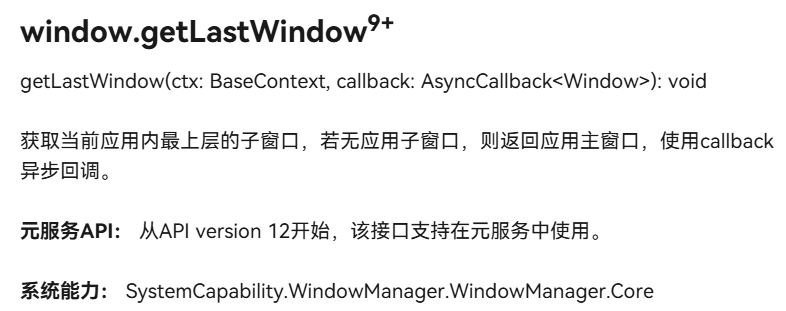 window.getLastWindow9+
getLastWindow(ctx: BaseContext, callback: AsyncCallback<Window>): void
获取当前应用内最上层的子窗口，若无应用子窗口，则返回应用主窗口，使用callback
异步回调。
元服务API： 从API version 12开始，该接口支持在元服务中使用。
系统能力： SystemCapability.WindowManager.WindowManager.Core